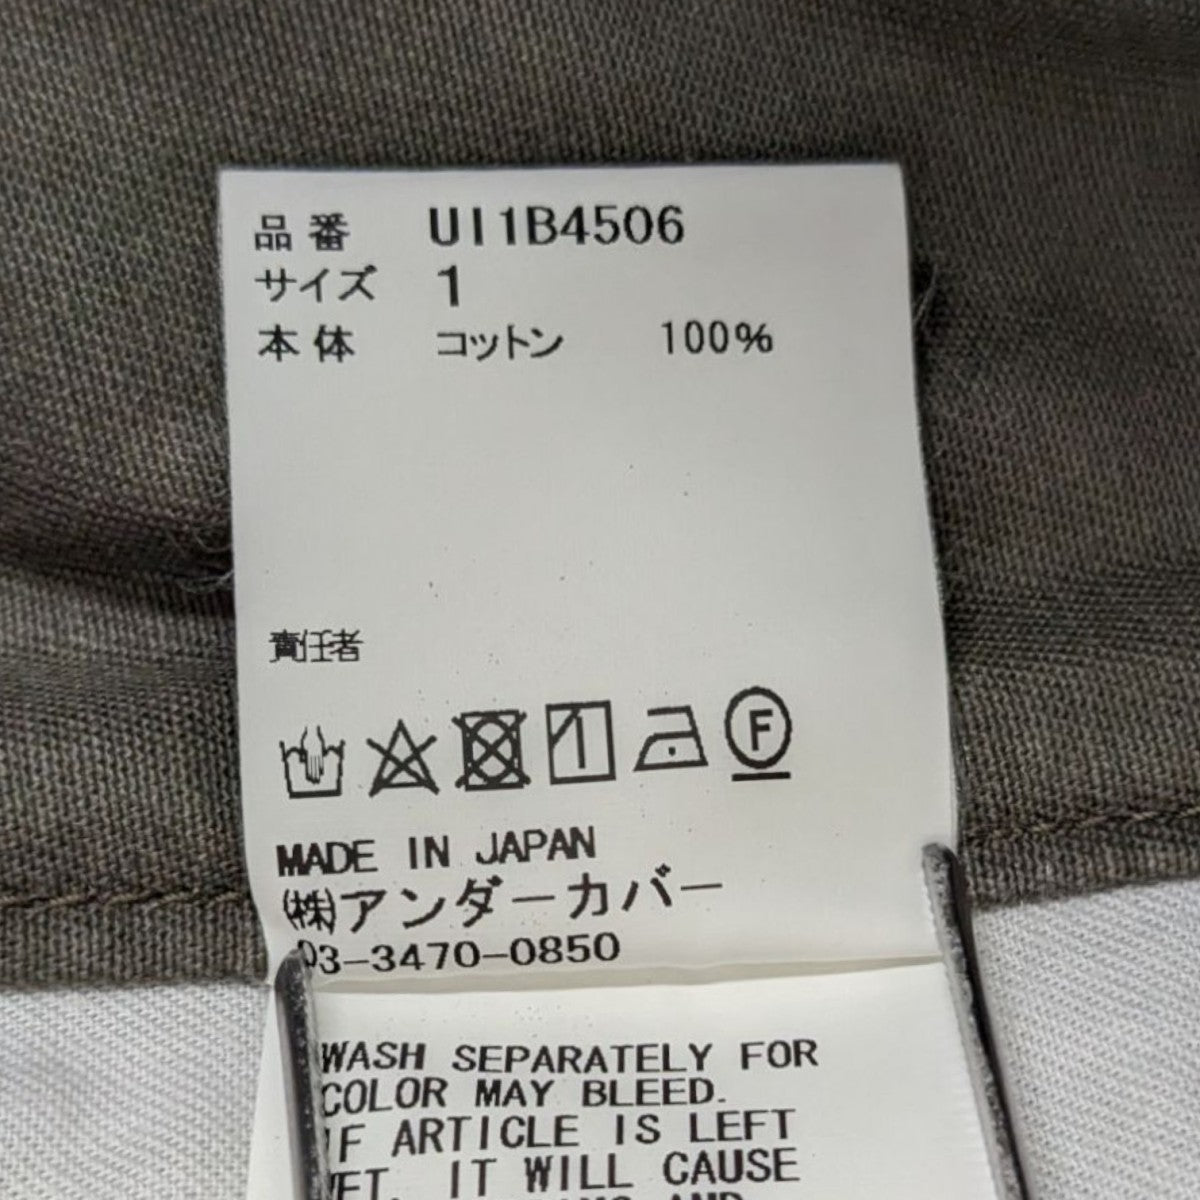 品番 UI1B4506
サイズ 1
本体 コットン 100%
責任者
F
MADE IN JAPAN
㈱アンダーカバー
03-3470-0850
WASH SEPARATELY FOR
COLOR MAY BLEED.
IF ARTICLE IS LEFT
WET, IT WILL CAUSE
AND